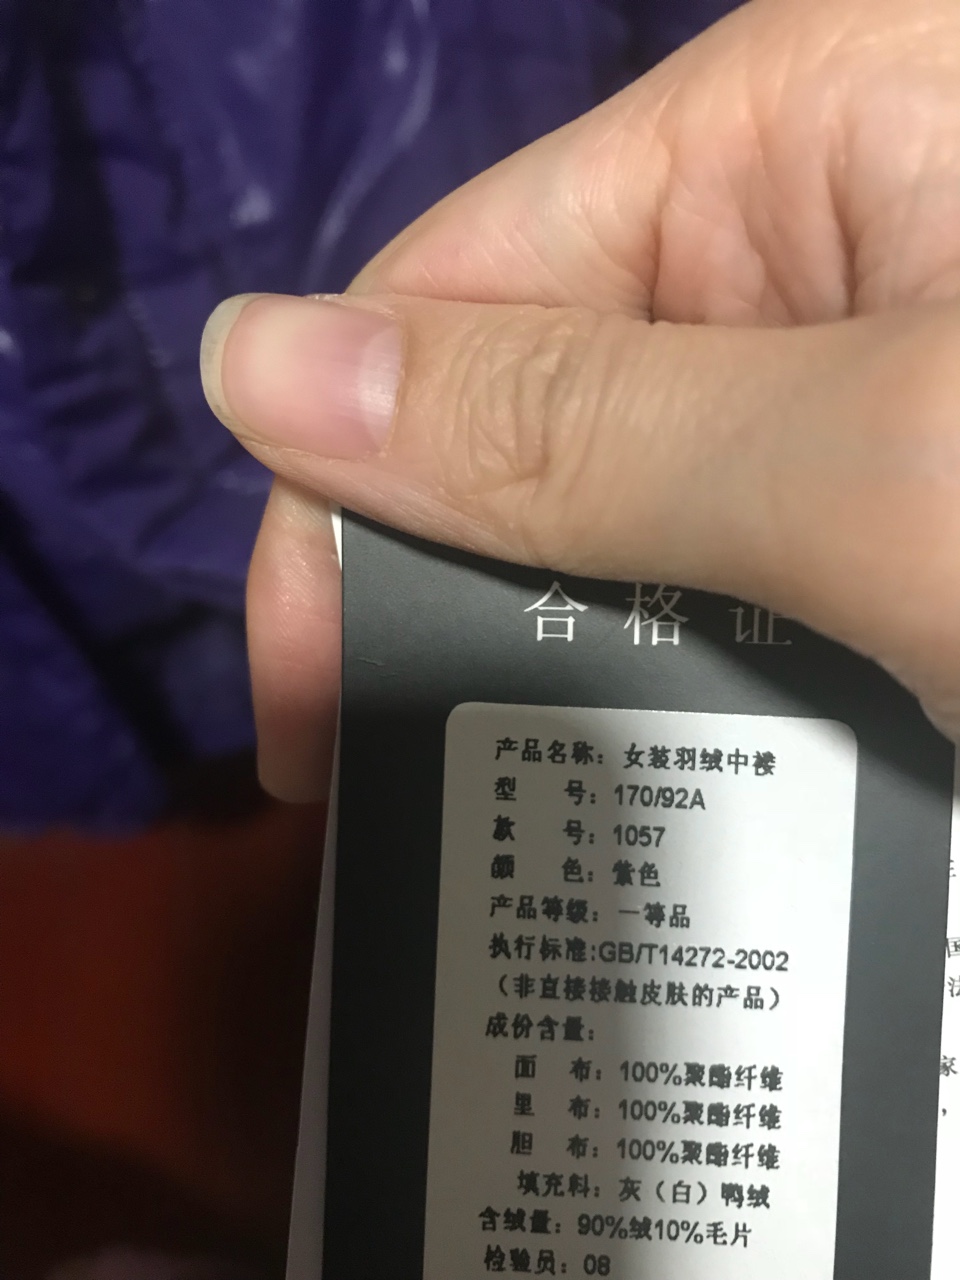 合格证
产品名称：女装羽绒中褛
型 号：170/92A
款 号：1057
颜 色：紫色
产品等级：一等品
执行标准:GB/T14272-2002
（非直接接触皮肤的产品）
成份含量：
面 布：100%聚酯纤维
里 布：100%聚酯纤维
胆 布：100%聚酯纤维
填充料：灰（白）鸭绒
含绒量：90%绒10%毛片
检验员：08
国
法
家
，